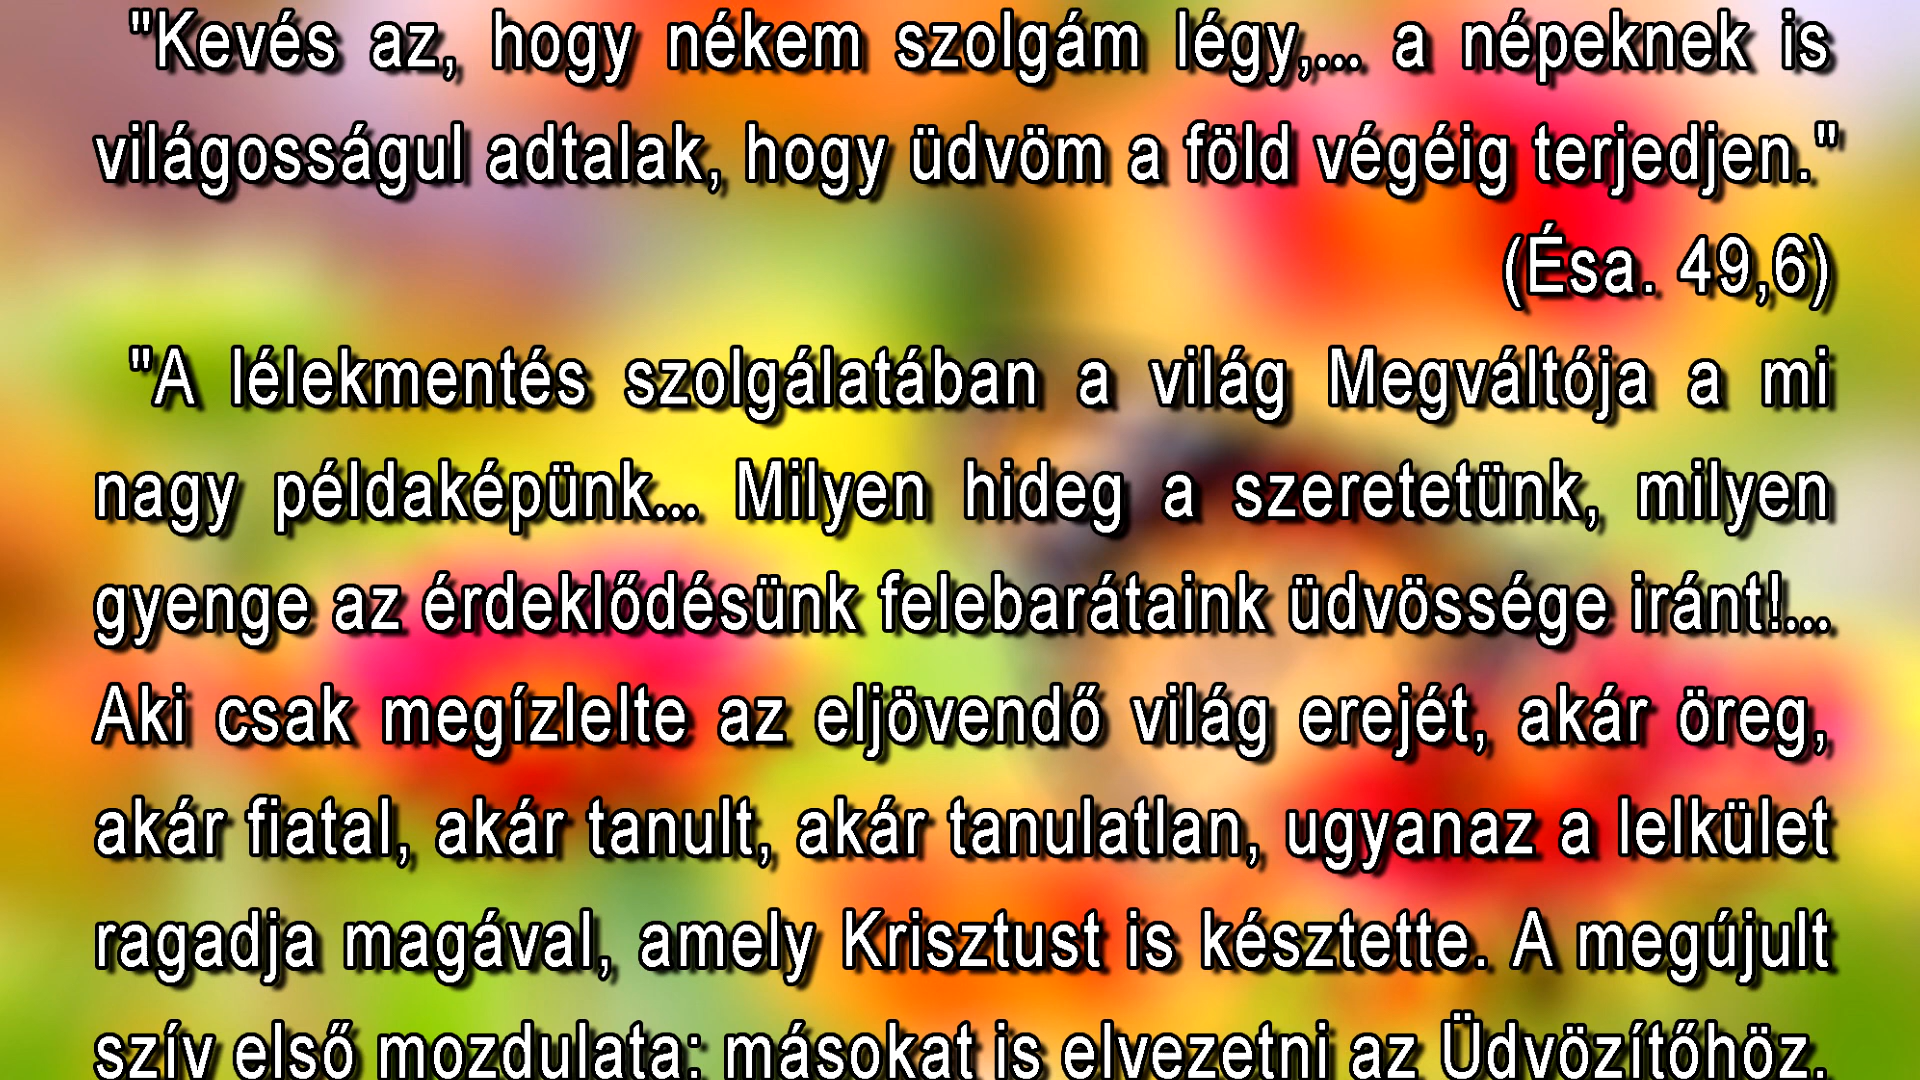 "Kevés az, hogy nékem szolgám légy,... a népeknek is
világosságul adtalak, hogy üdvöm a föld végéig terjedjen."
(Ésa. 49,6)
"A lélekmentés szolgálatában a világ Megváltója a mi
nagy példaképünk... Milyen hideg a szeretetünk, milyen
gyenge az érdeklődésünk felebarátaink üdvössége iránt!...
Aki csak megízlelte az eljövendő világ erejét, akár öreg,
akár fiatal, akár tanult, akár tanulatlan, ugyanaz a lelkület
ragadja magával, amely Krisztust is késztette. A megújult
szív első mozdulata: másokat is elvezetni az Üdvözítőhöz.